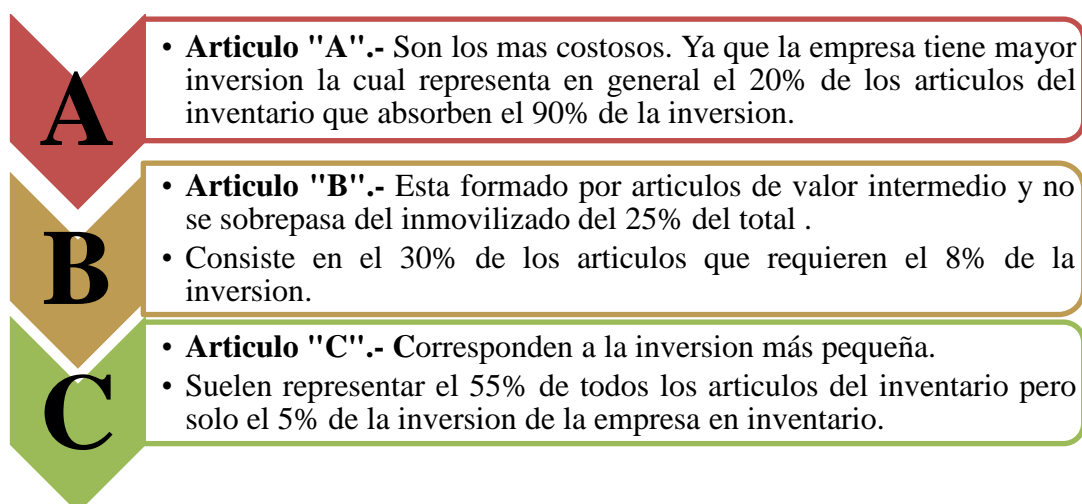 A
• Articulo "A".- Son los mas costosos. Ya que la empresa tiene mayor
inversion la cual representa en general el 20% de los articulos del
inventario que absorben el 90% de la inversion.
B
• Articulo "B".- Esta formado por articulos de valor intermedio y no
se sobrepasa del inmovilizado del 25% del total .
• Consiste en el 30% de los articulos que requieren el 8% de la
inversion.
C
• Articulo "C".- Corresponden a la inversion más pequeña.
• Suelen representar el 55% de todos los articulos del inventario pero
solo el 5% de la inversion de la empresa en inventario.